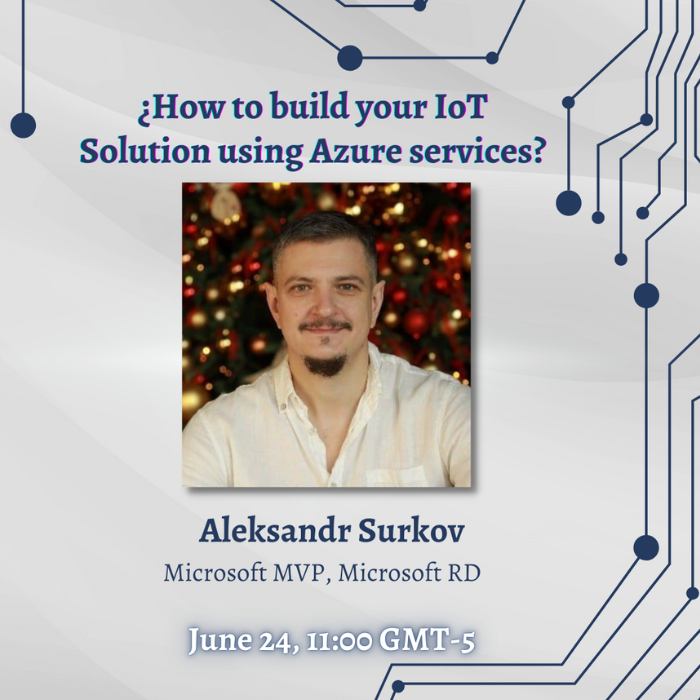 ¿How to build your IoT
Solution using Azure services?
Aleksandr Surkov
Microsoft MVP, Microsoft RD
June 24, 11:00 GMT-5